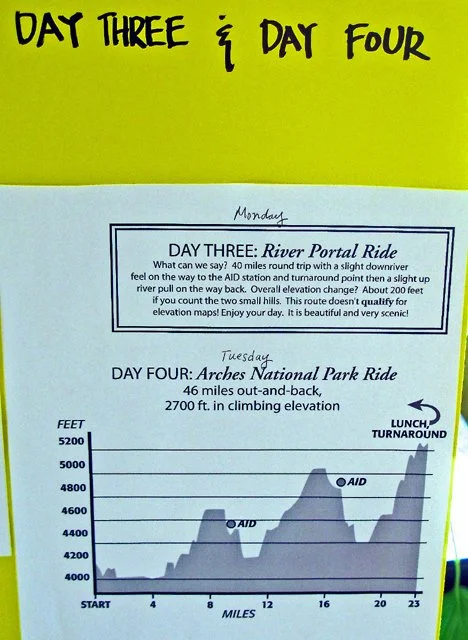 DAY THREE & DAY FOUR
Monday
DAY THREE: River Portal Ride
What can we say? 40 miles round trip with a slight downriver
feel on the way to the AID station and turnaround point then a slight up
river pull on the way back. Overall elevation change? About 200 feet
if you count the two small hills. This route doesn't qualify for
elevation maps! Enjoy your day. It is beautiful and very scenic!
Tuesday
DAY FOUR: Arches National Park Ride
46 miles out-and-back,
2700 ft. in climbing elevation
FEET
LUNCH,
TURNAROUND
5200
5000
4800
AID
4600
AID
4400
4200
4000
START 4 8 12 16 20 23
MILES